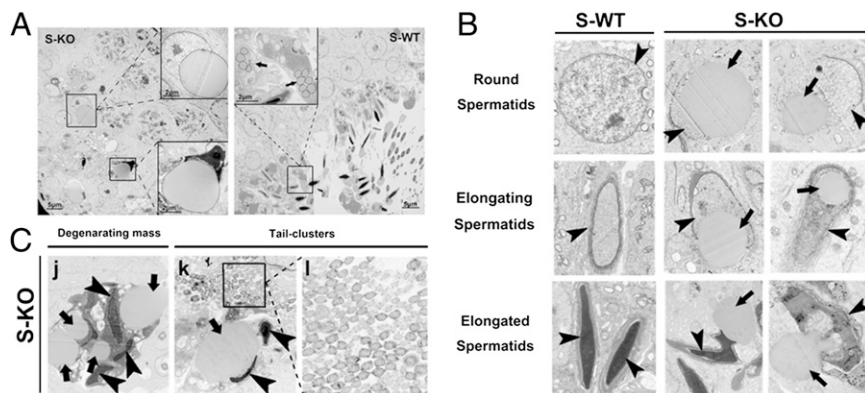 A
S-KO
S-WT
2μm
2μm
2μm
5μm
5μm
B
S-WT
S-KO
Round
Spermatids
Elongating
Spermatids
Elongated
Spermatids
C
Degenarating mass
Tail-clusters
S-KO
j
k
l